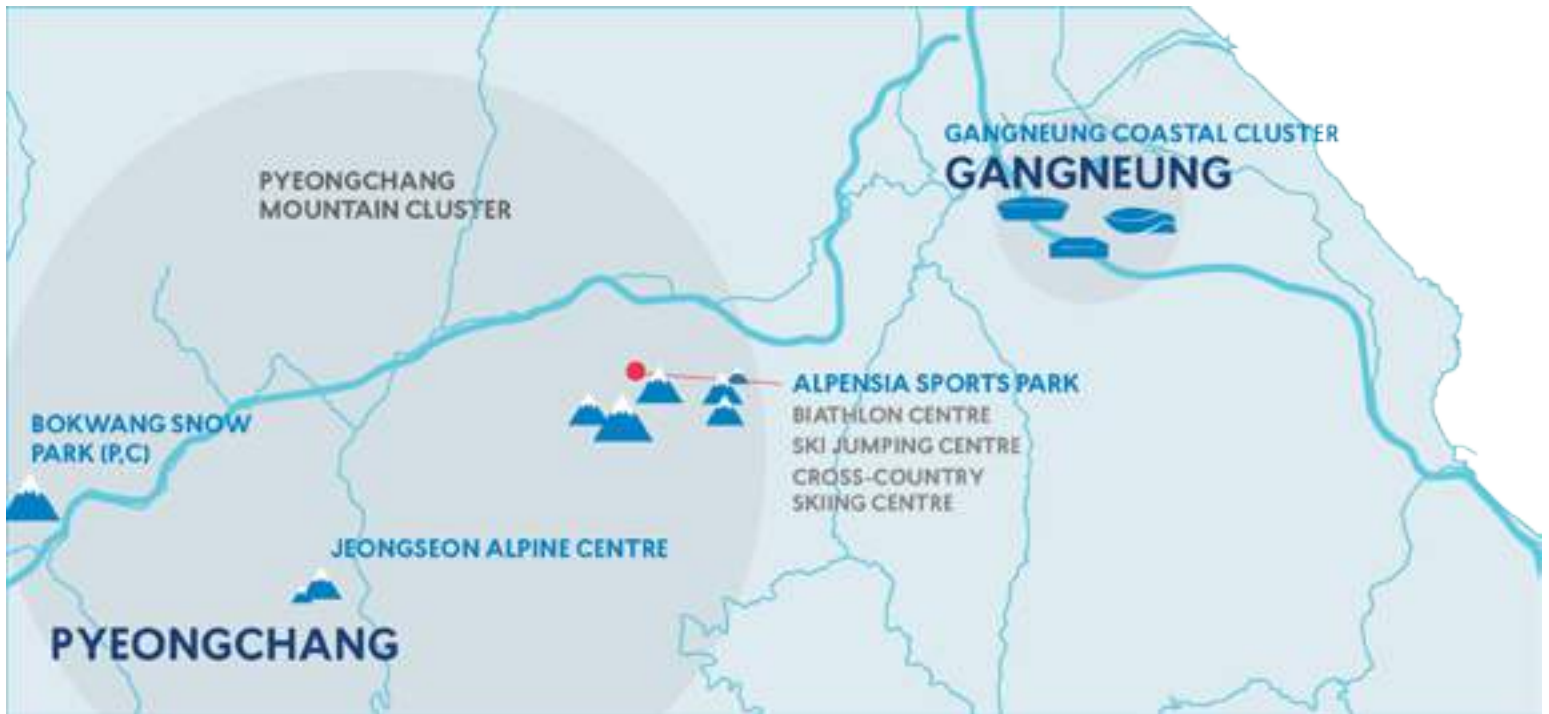 PYEONGCHANG
MOUNTAIN CLUSTER
GANGNEUNG COASTAL CLUSTER
GANGNEUNG
BOKWANG SNOW
PARK (P,C)
ALPENSIA SPORTS PARK
BIATHLON CENTRE
SKI JUMPING CENTRE
CROSS-COUNTRY
SKIING CENTRE
JEONGSEON ALPINE CENTRE
PYEONGCHANG